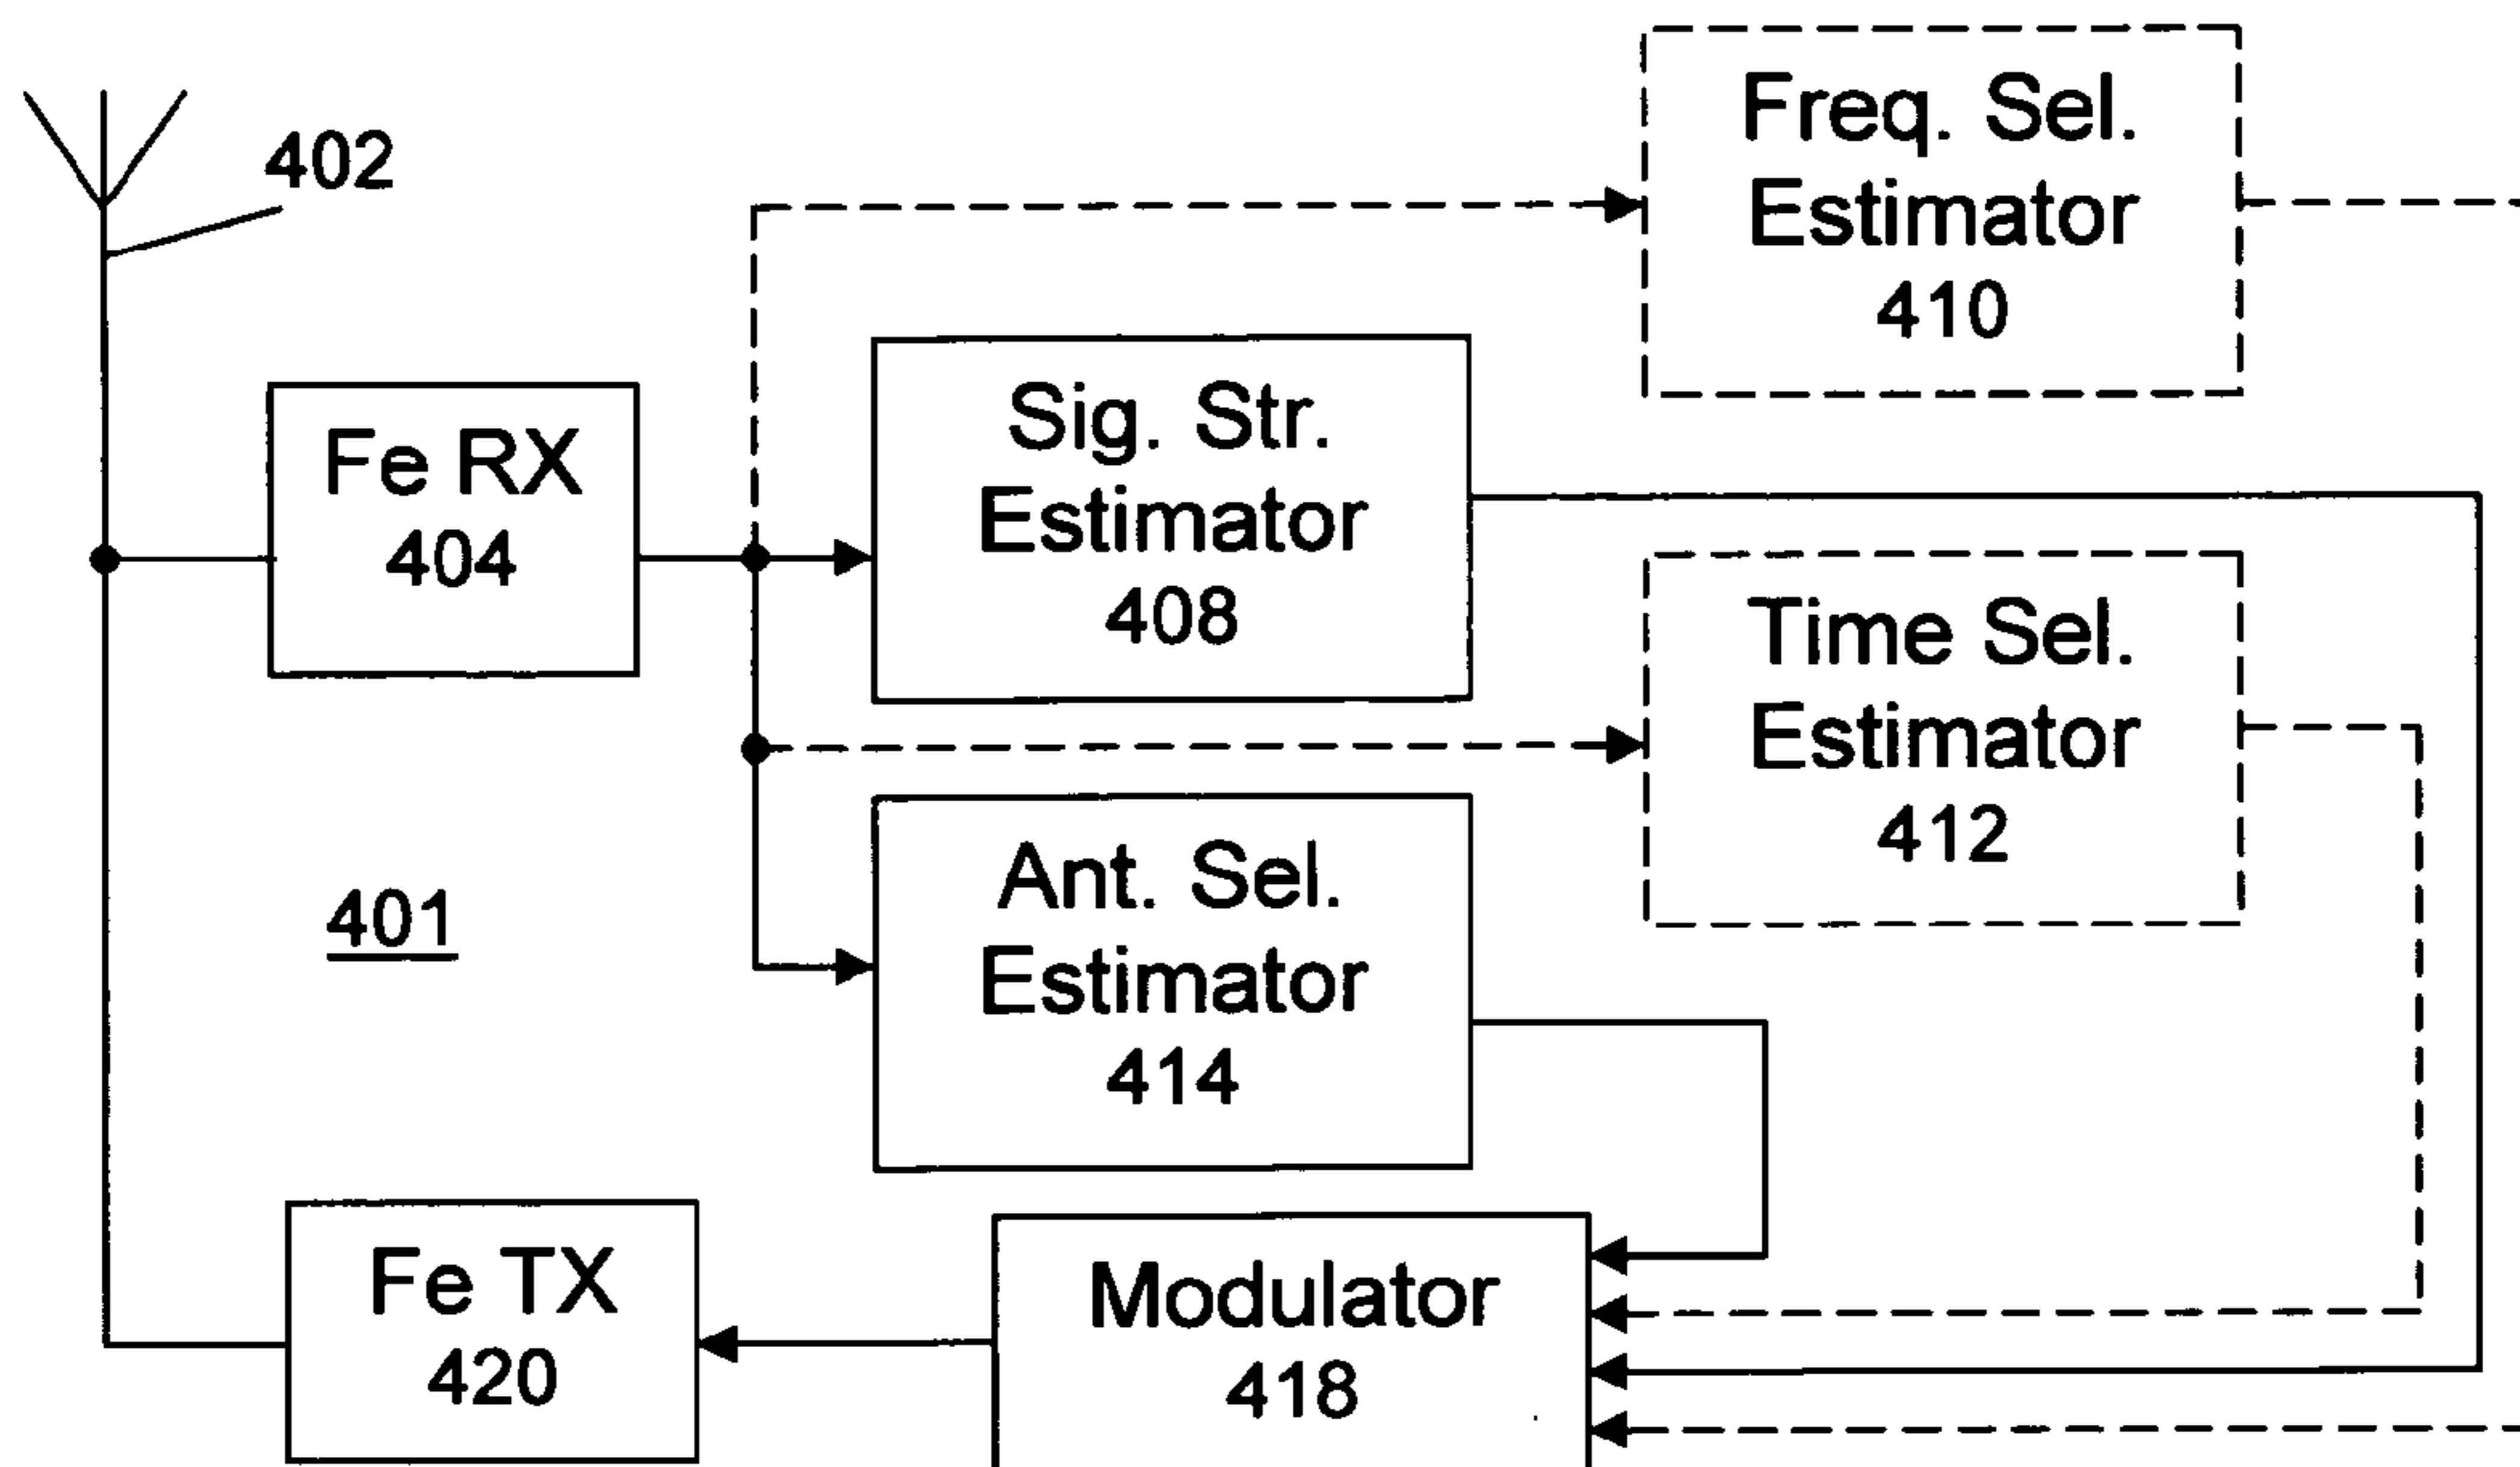 402
Freq. Sel.
Estimator
410
Fe RX
404
Sig. Str.
Estimator
408
Time Sel.
Estimator
412
401
Ant. Sel.
Estimator
414
Fe TX
420
Modulator
418